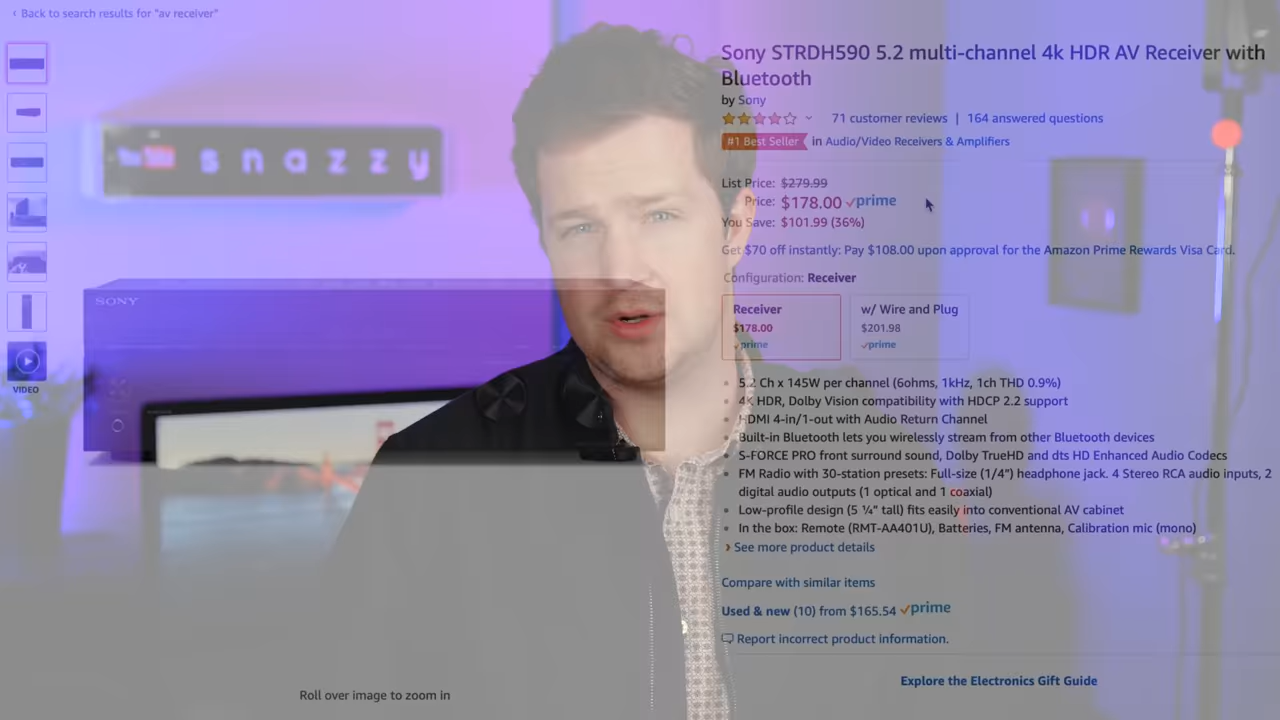 ‹ Back to search results for "av receiver"
snazzy
SONY
VIDEO
Roll over image to zoom in
Sony STRDH590 5.2 multi-channel 4k HDR AV Receiver with
Bluetooth
by Sony
71 customer reviews | 164 answered questions
#1 Best Seller in Audio/Video Receivers & Amplifiers
List Price: $279.99
Price: $178.00 prime
You Save: $101.99 (36%)
Get $70 off instantly: Pay $108.00 upon approval for the Amazon Prime Rewards Visa Card.
Configuration: Receiver
Receiver
$178.00
prime
w/ Wire and Plug
$201.98
prime
5.2 Ch x 145W per channel (6ohms, 1kHz, 1ch THD 0.9%)
4K HDR, Dolby Vision compatibility with HDCP 2.2 support
HDMI 4-in/1-out with Audio Return Channel
Built-in Bluetooth lets you wirelessly stream from other Bluetooth devices
S-FORCE PRO front surround sound, Dolby TrueHD and dts HD Enhanced Audio Codecs
FM Radio with 30-station presets: Full-size (1/4") headphone jack. 4 Stereo RCA audio inputs, 2
digital audio outputs (1 optical and 1 coaxial)
Low-profile design (5 ¼" tall) fits easily into conventional AV cabinet
In the box: Remote (RMT-AA401U), Batteries, FM antenna, Calibration mic (mono)
› See more product details
Compare with similar items
Used & new (10) from $165.54 prime
Report incorrect product information.
Explore the Electronics Gift Guide